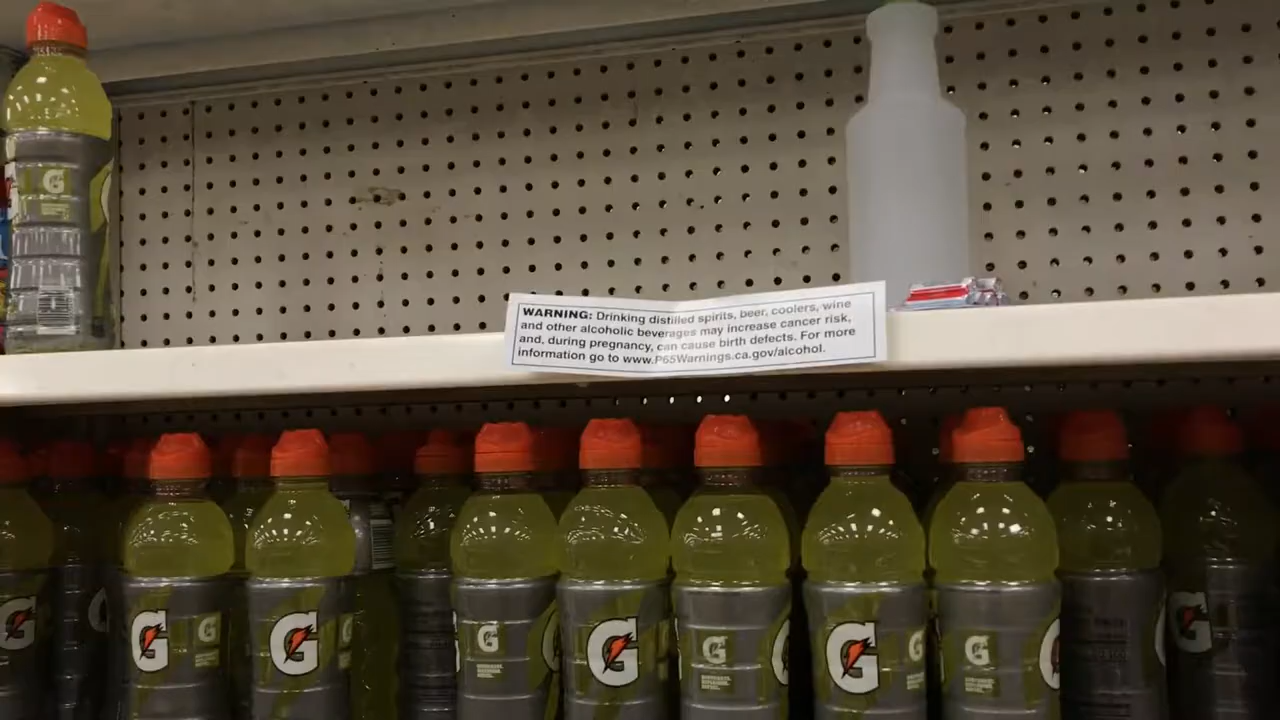 WARNING: Drinking distilled spirits, beer, coolers, wine
and other alcoholic beverages may increase cancer risk,
and, during pregnancy, can cause birth defects. For more
information go to www.P65Warnings.ca.gov/alcohol.
G
G
G
G
G
G
G
G
G
G
G
G
G